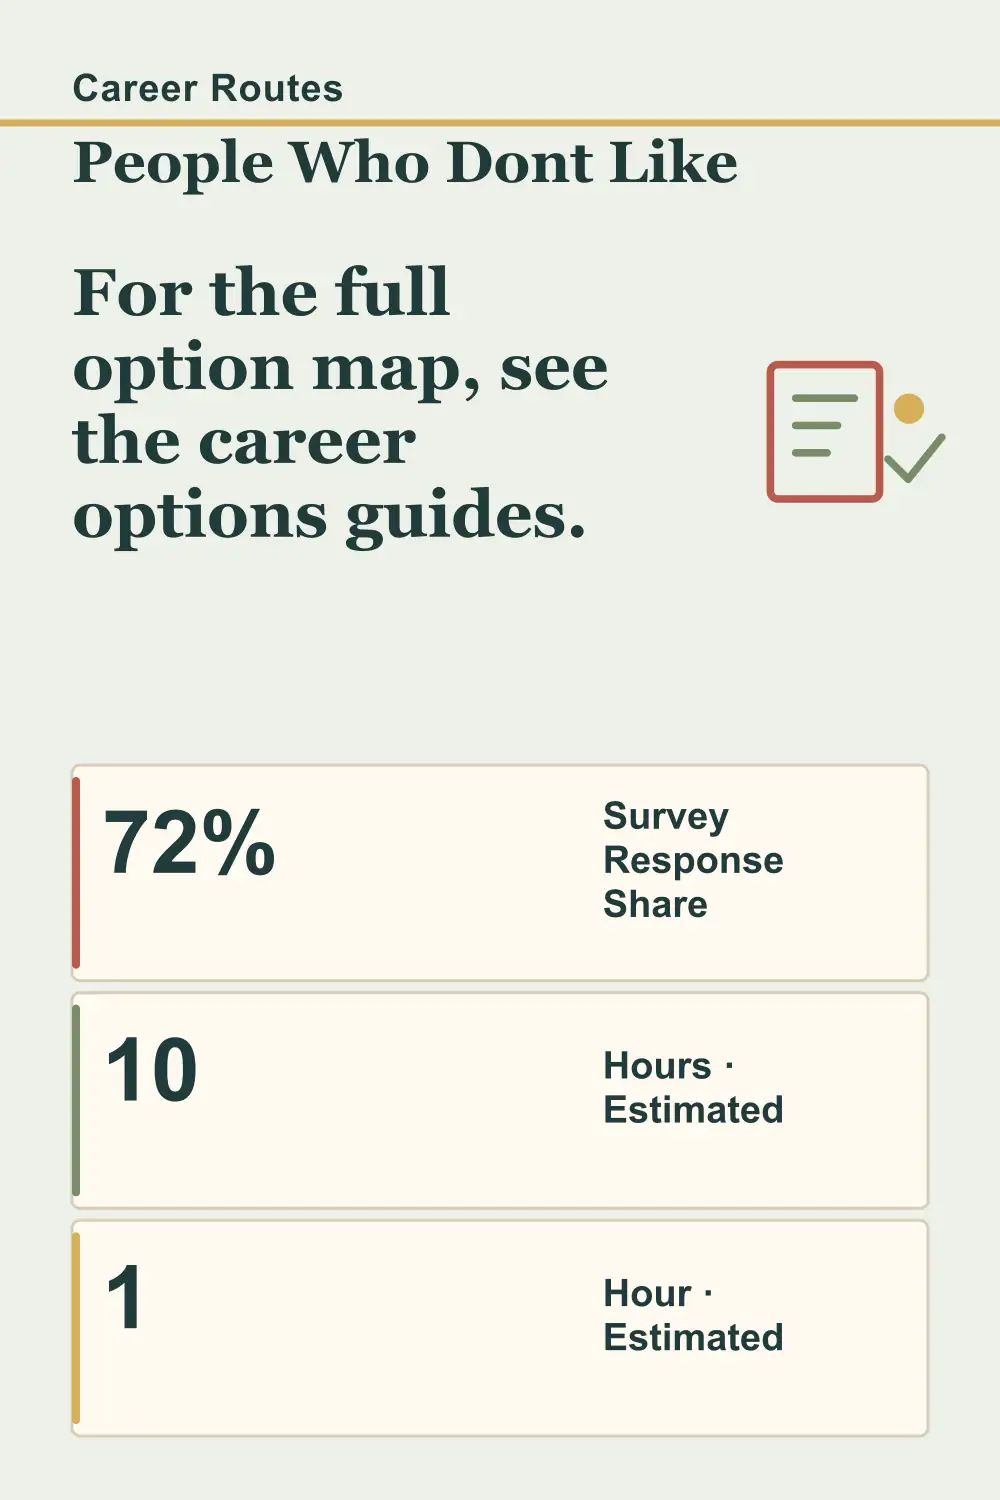 Career Routes
People Who Dont Like
For the full
option map, see
the career
options guides.
72%
Survey
Response
Share
10
Hours ·
Estimated
1
Hour ·
Estimated